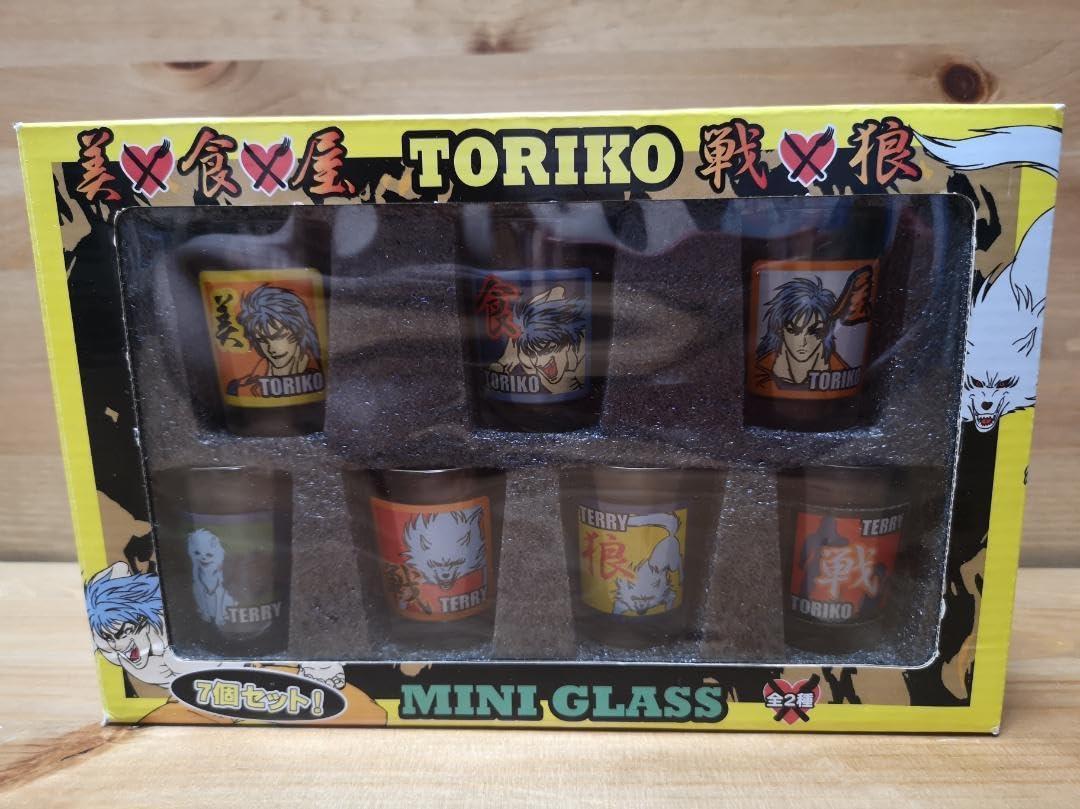 美 食 屋 TORIKO 戦 狼
美 TORIKO
食 TORIKO
屋 TORIKO
TERRY
戦 TERRY
TERRY 狼
TERRY 戦 TORIKO
7個セット!
MINI GLASS
全2種